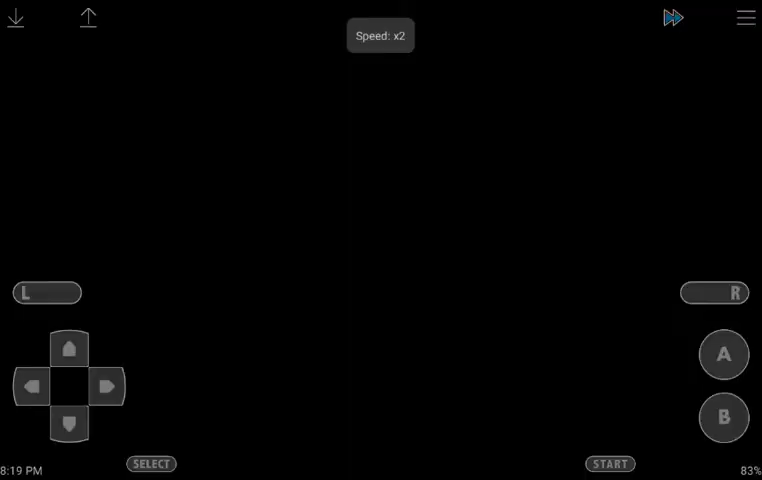 Speed: x2
L
R
A
B
SELECT
START
8:19 PM
83%